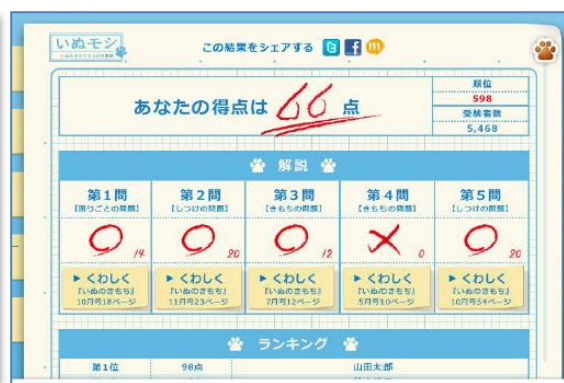 いぬモシ
この結果をシェアする
あなたの得点は 66 点
順位
598
受験者数
5,468
解説
第1問
【困りごとの問題】
14
▶ くわしく
『いぬのきもち』
10月号18ページ
第2問
【しつけの問題】
20
▶ くわしく
『いぬのきもち』
11月号23ページ
第3問
【きもちの問題】
12
▶ くわしく
『いぬのきもち』
7月号12ページ
第4問
【きもちの問題】
0
▶ くわしく
『いぬのきもち』
5月号10ページ
第5問
【しつけの問題】
20
▶ くわしく
『いぬのきもち』
10月号54ページ
ランキング
第1位 98点 山田太郎